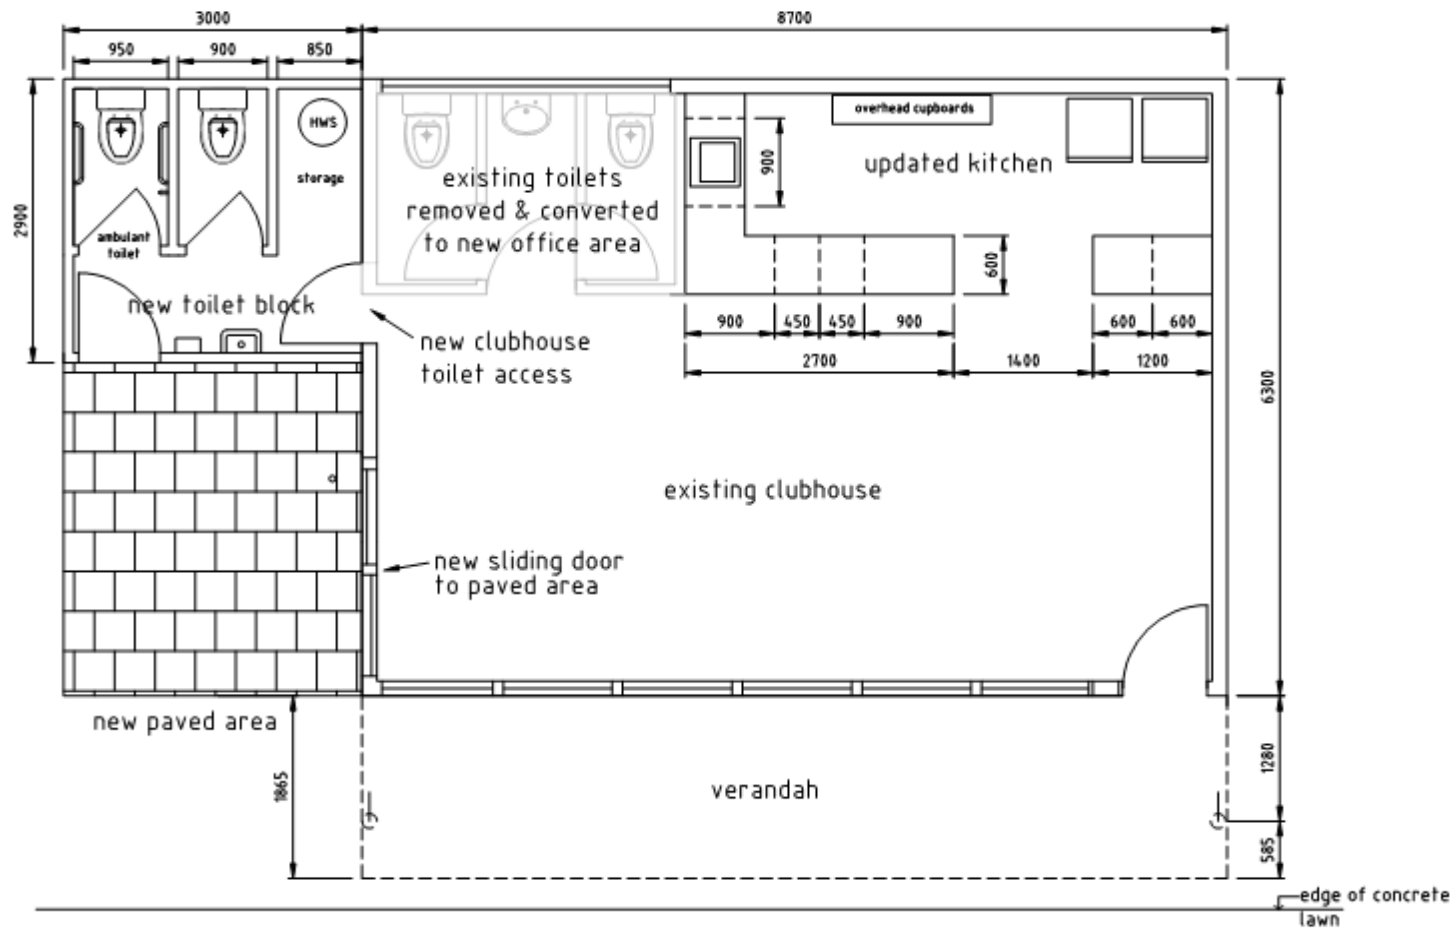 3000
8700
950
900
850
HWS
storage
ambulant
toilet
2900
new toilet block
existing toilets
removed & converted
to new office area
overhead cupboards
updated kitchen
900
600
900
450
450
900
600
600
2700
1400
1200
new clubhouse
toilet access
6300
existing clubhouse
new sliding door
to paved area
new paved area
1865
verandah
1280
585
edge of concrete
lawn